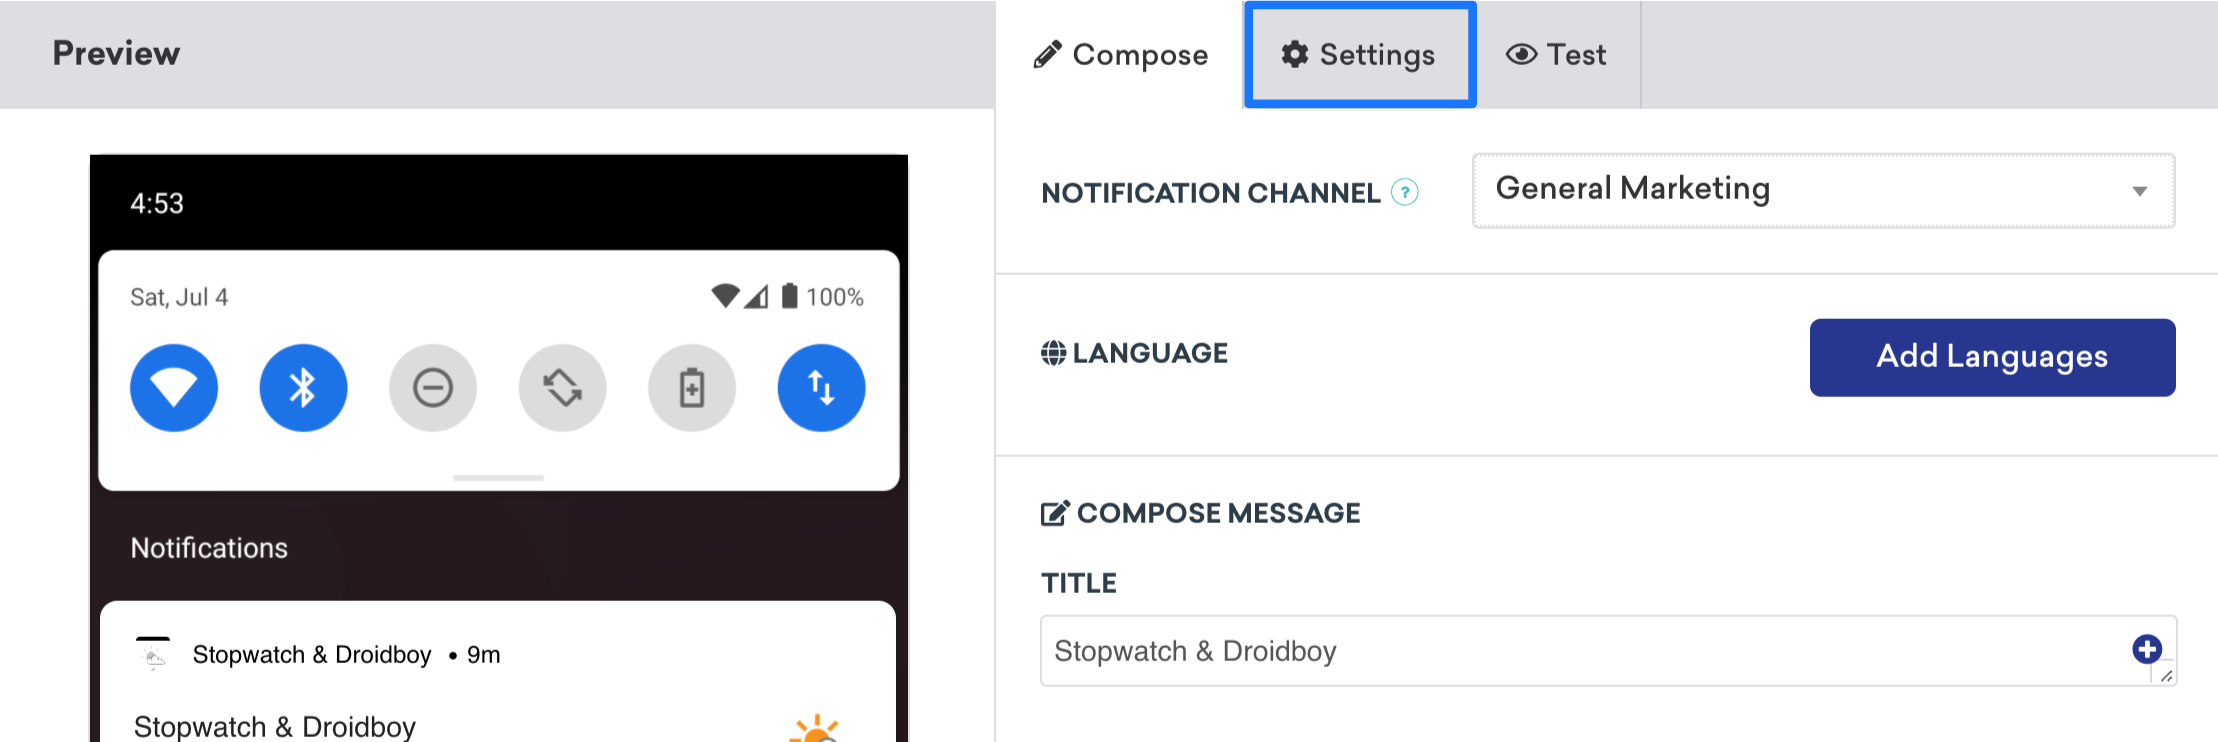 Preview
Compose
Settings
Test
4:53
Sat, Jul 4
100%
Notifications
Stopwatch & Droidboy • 9m
Stopwatch & Droidboy
NOTIFICATION CHANNEL ?
General Marketing
LANGUAGE
Add Languages
COMPOSE MESSAGE
TITLE
Stopwatch & Droidboy